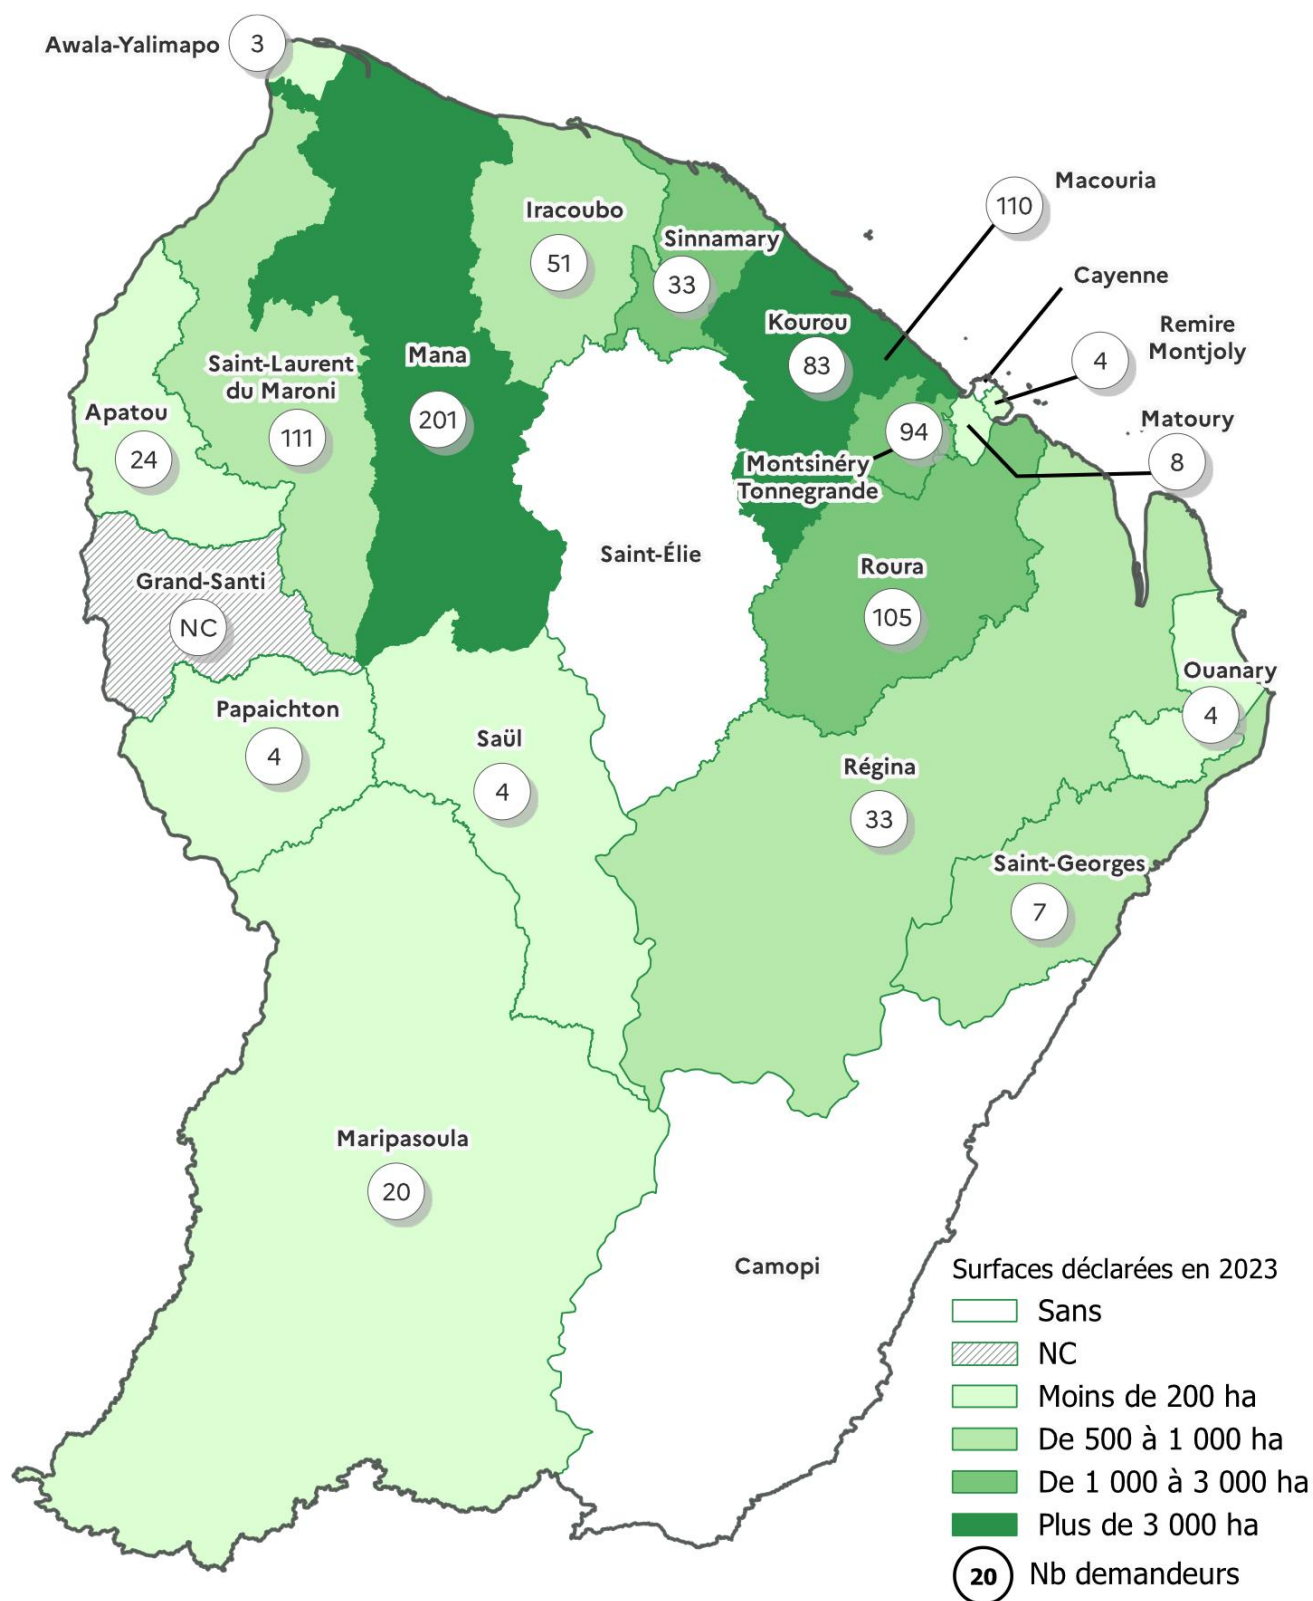 Awala-Yalimapo
3
Macouria
110
Iracoubo
51
Sinnamary
33
Cayenne
Remire
Montjoly
4
Kourou
83
Mana
201
Saint-Laurent
du Maroni
111
Apatou
24
94
Montsinéry
Tonnegrande
Matoury
8
Saint-Élie
Roura
105
Grand-Santi
NC
Ouanary
4
Papaichton
4
Saül
4
Régina
33
Saint-Georges
7
Maripasoula
20
Camopi
Surfaces déclarées en 2023
Sans
NC
Moins de 200 ha
De 500 à 1 000 ha
De 1 000 à 3 000 ha
Plus de 3 000 ha
20 Nb demandeurs